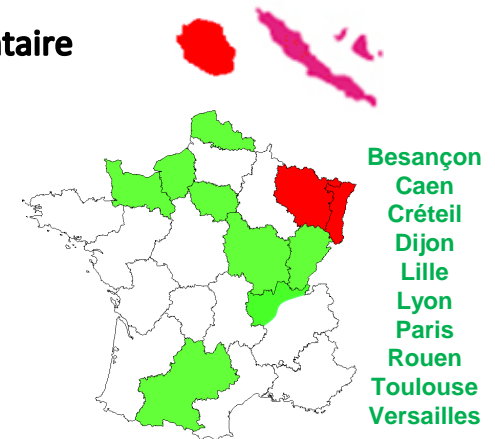 taire
Besançon
Caen
Créteil
Dijon
Lille
Lyon
Paris
Rouen
Toulouse
Versailles